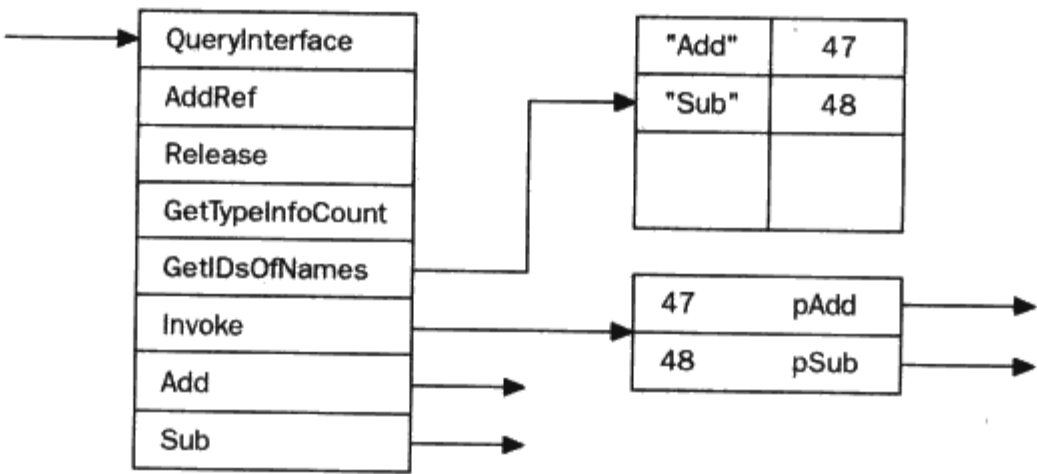 QueryInterface
AddRef
Release
GetTypeInfoCount
GetIDsOfNames
Invoke
Add
Sub
"Add" 47
"Sub" 48
47 pAdd
48 pSub